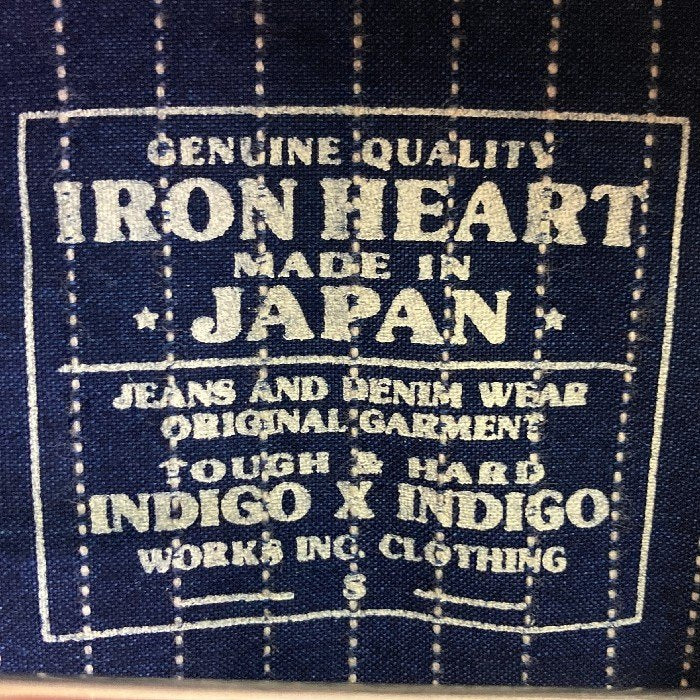 GENUINE QUALITY
IRON HEART
MADE IN
★ JAPAN ★
JEANS AND DENIM WEAR
ORIGINAL GARMENT
TOUGH & HARD
INDIGO X INDIGO
WORKS INC. CLOTHING
S